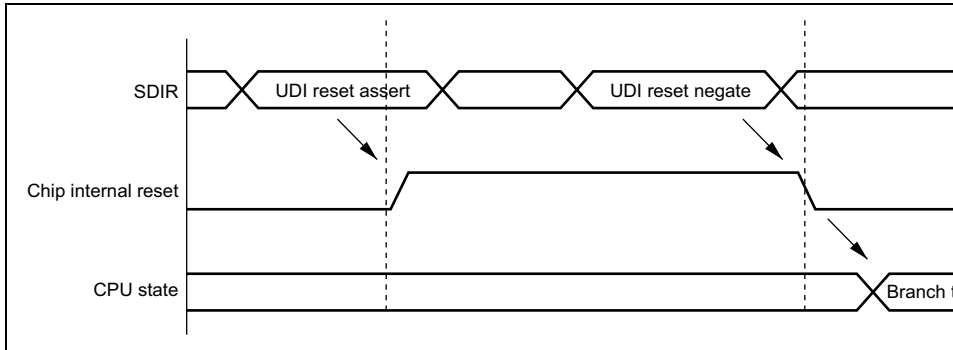 SDIR
UDI reset assert
UDI reset negate
Chip internal reset
CPU state
Branch t